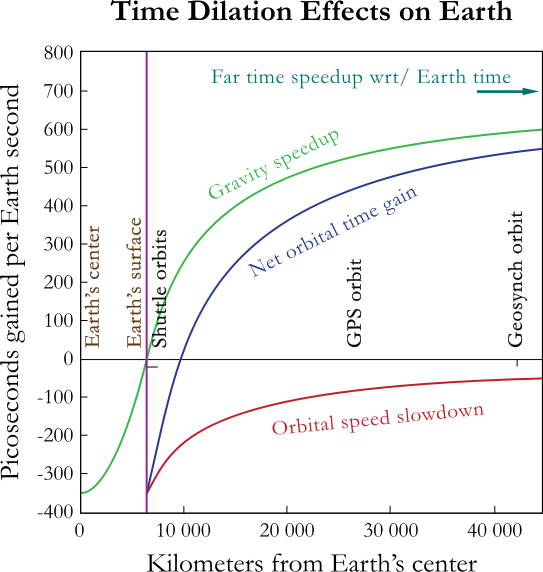 Time Dilation Effects on Earth
Picoseconds gained per Earth second
800
700
600
500
400
300
200
100
0
-100
-200
-300
-400
Far time speedup wrt/ Earth time
Gravity speedup
Net orbital time gain
Earth's center
Earth's surface
Shuttle orbits
GPS orbit
Geosynch orbit
Orbital speed slowdown
0 10 000 20 000 30 000 40 000
Kilometers from Earth's center